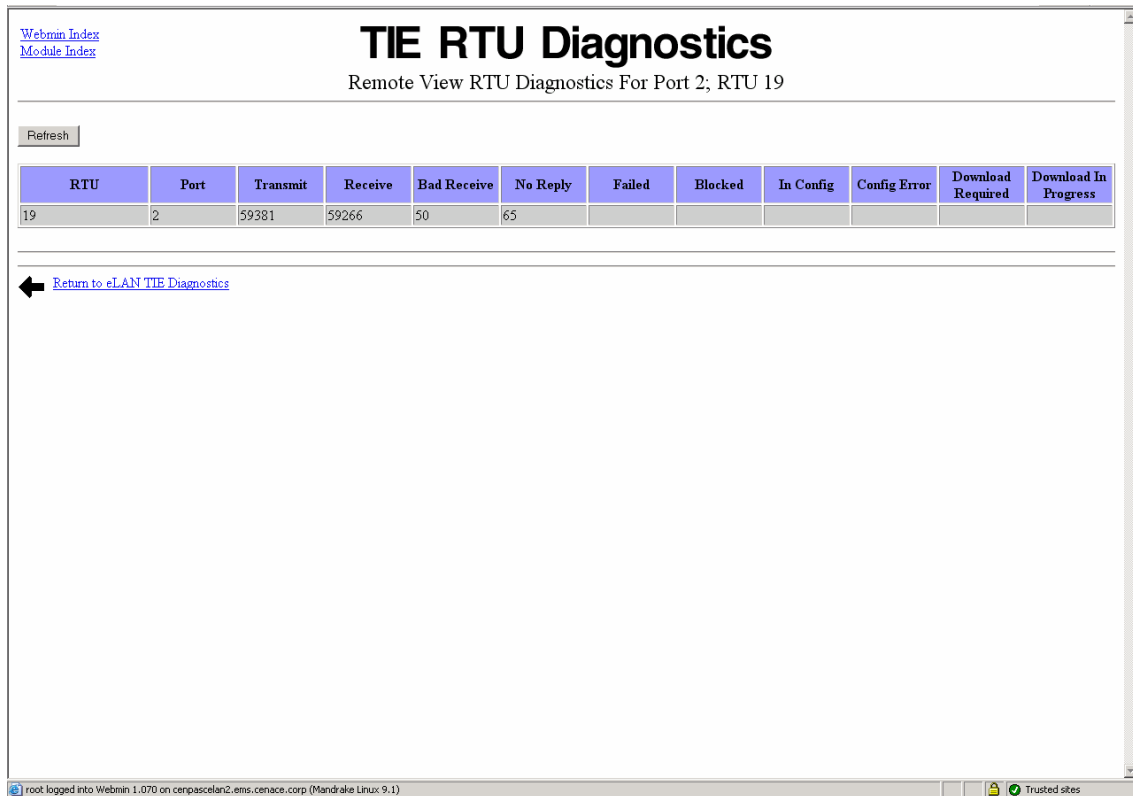 Webmin Index
Module Index
TIE RTU Diagnostics
Remote View RTU Diagnostics For Port 2; RTU 19
Refresh
RTU Port Transmit Receive Bad Receive No Reply Failed Blocked In Config Config Error Download Required Download In Progress
19 2 59381 59266 50 65
Return to eLAN TIE Diagnostics
root logged into Webmin 1.070 on cenpascelan2.ems.cenace.corp (Mandrake Linux 9.1)
Trusted sites